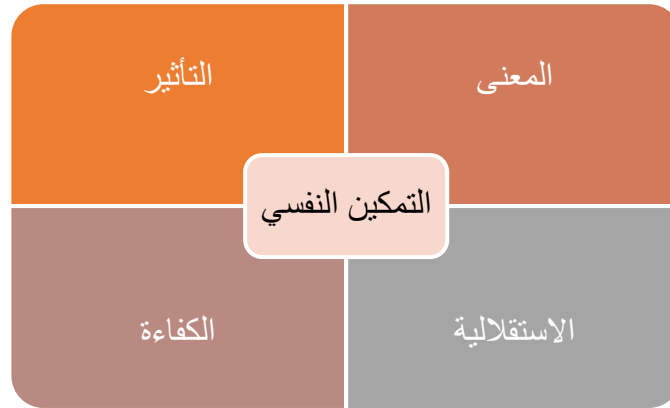 المعنى
التأثير
التمكين النفسي
الاستقلالية
الكفاءة